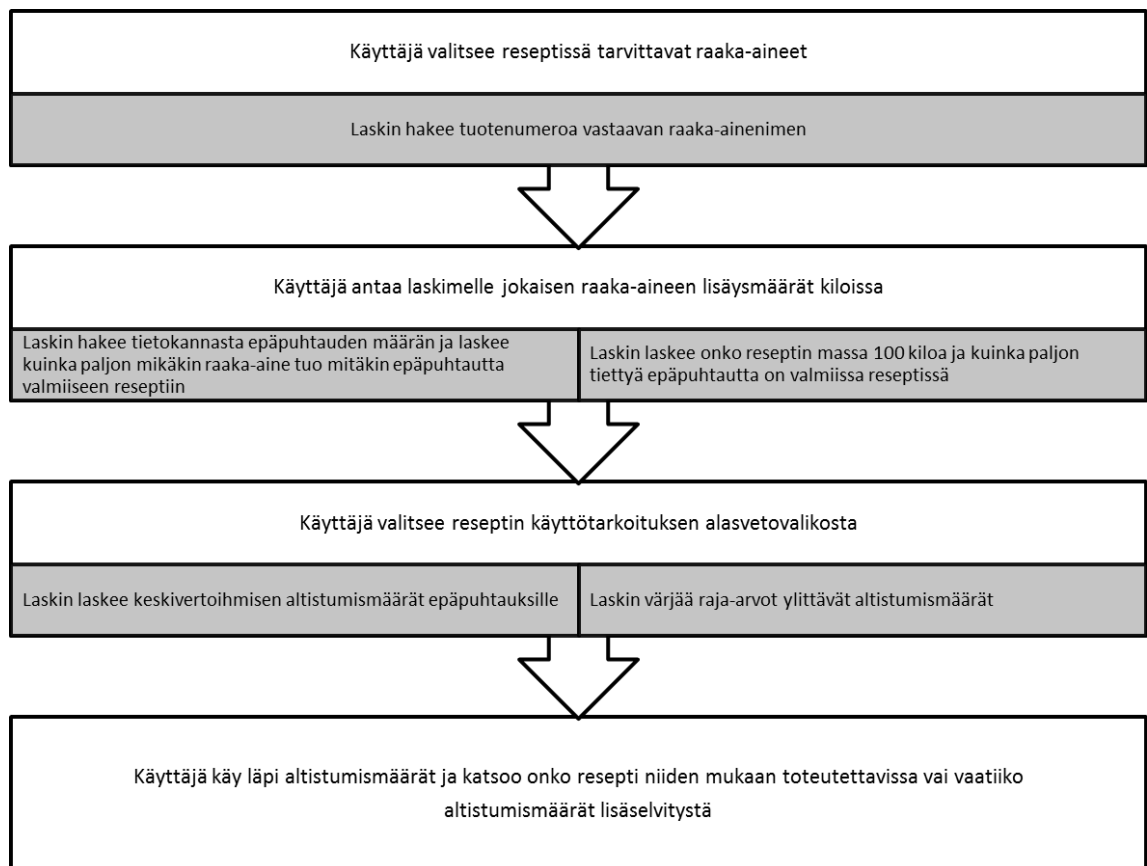 Käyttäjä valitsee reseptissä tarvittavat raaka-aineet
Laskin hakee tuotenumeroa vastaavan raaka-ainenimen
Käyttäjä antaa laskimelle jokaisen raaka-aineen lisäysmäärät kiloissa
Laskin hakee tietokannasta epäpuhtauden määrän ja laskee
kuinka paljon mikäkin raaka-aine tuo mitäkin epäpuhtautta
valmiiseen reseptiin
Laskin laskee onko reseptin massa 100 kiloa ja kuinka paljon
tiettyä epäpuhtautta on valmiissa reseptissä
Käyttäjä valitsee reseptin käyttötarkoituksen alasvetovalikosta
Laskin laskee keskivertoihmisen altistumismäärät epäpuhtauksille
Laskin värjää raja-arvot ylittävät altistumismäärät
Käyttäjä käy läpi altistumismäärät ja katsoo onko resepti niiden mukaan toteutettavissa vai vaatiiko
altistumismäärät lisäselvitystä